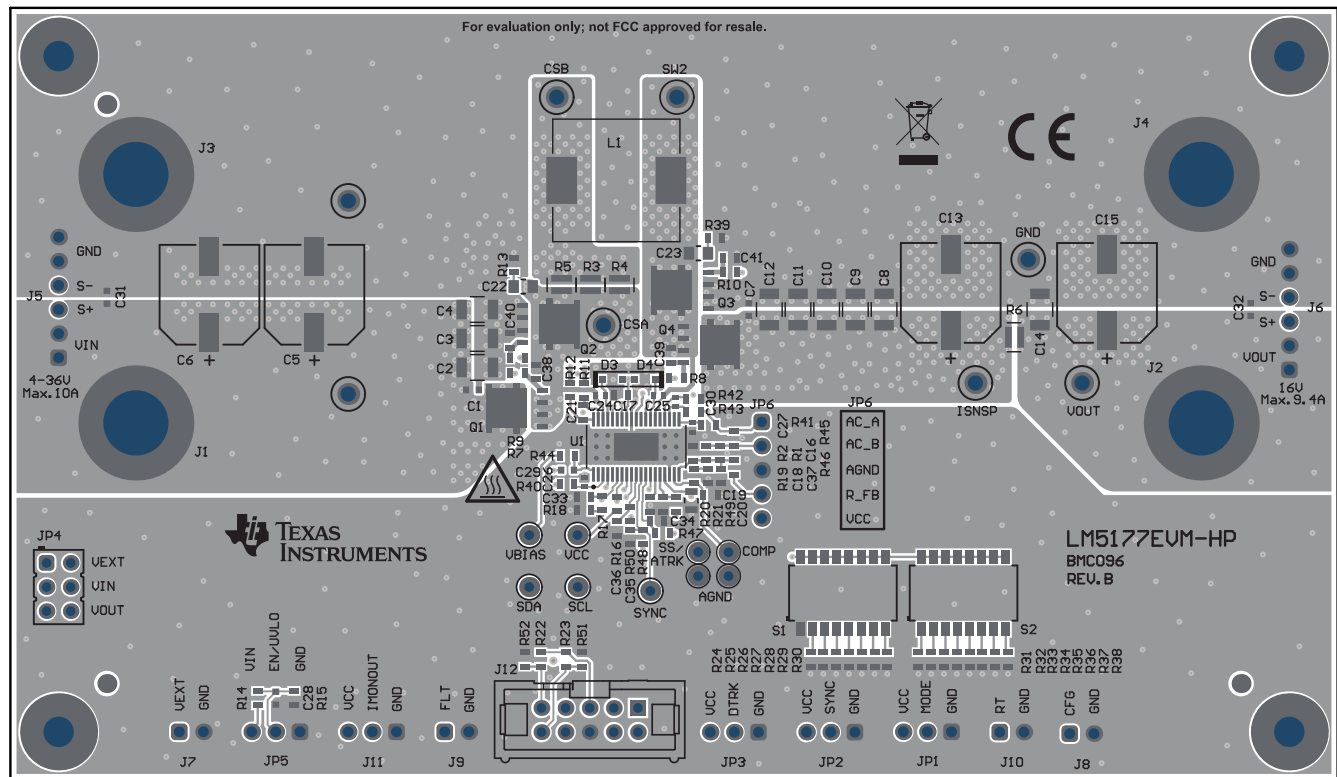 For evaluation only; not FCC approved for resale.
CSB
SW2
J3
L1
J4
R39
C13
C15
GND
GND
J5
S-
S+
VIN
C31
C6
+
C5
+
C4
C3
C2
C1
Q1
R13
C22
C40
R5
R3
R4
CSA
Q2
C38
R12
R11
D3
D4
C39
R8
C23
C41
R10
Q3
Q4
C7
C12
C11
C10
C9
C8
+
R6
C14
+
C32
GND
S-
S+
J6
VOUT
4-36V
Max.10A
16V
Max.9.4A
J1
J2
ISNSP
VOUT
C21
C24
C17
C25
U1
R9
R7
R44
C29
C26
R40
C33
R18
C30
R42
R43
JP6
C27
R41
R2
R1
C16
R45
R19
C18
C37
R46
JP6
AC_A
AC_B
AGND
R_FB
VCC
R17
C36
R16
C35
R50
R48
C34
R47
R20
R21
R49
C19
C20
SS/
ATRK
COMP
AGND
VBIAS
VCC
SDA
SCL
SYNC
TEXAS
INSTRUMENTS
LM5177EVM-HP
BMC096
REV.B
JP4
VEXT
VIN
VOUT
S1
S2
R24
R25
R26
R27
R28
R29
R30
R31
R32
R33
R34
R35
R36
R37
R38
R52
R22
R23
R51
J12
VEXT
GND
J7
R14
VIN
EN/UVLO
GND
C28
R15
JP5
VCC
IMONOUT
GND
J11
FLT
GND
J9
VCC
DTRK
GND
JP3
VCC
SYNC
GND
JP2
VCC
MODE
GND
JP1
RT
GND
J10
CFG
GND
J8